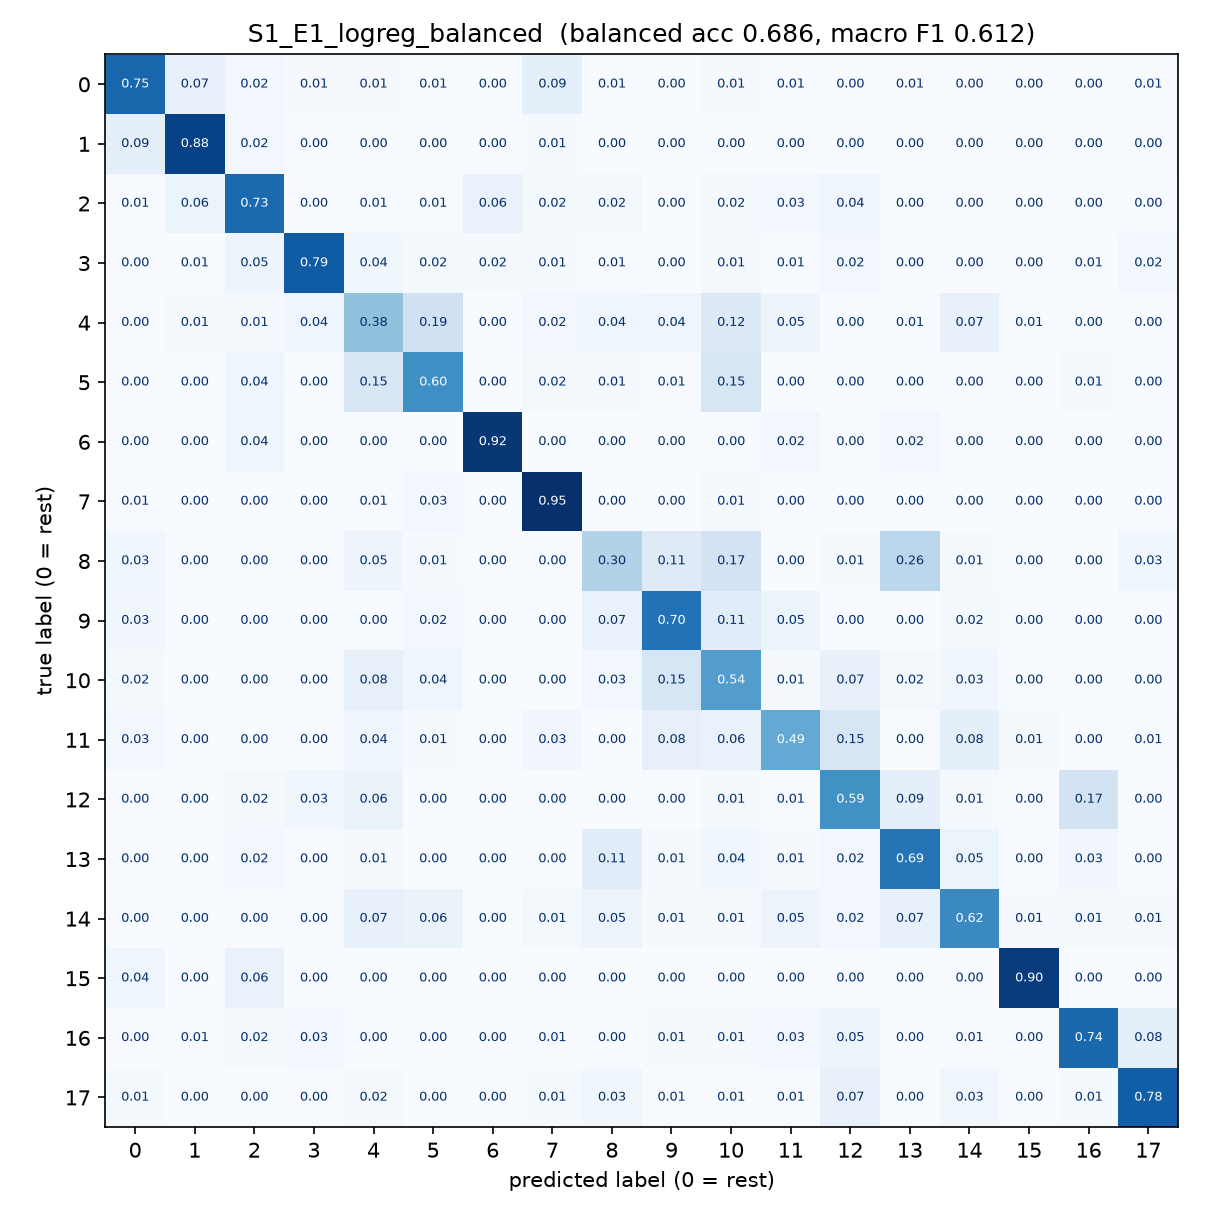 S1_E1_logreg_balanced (balanced acc 0.686, macro F1 0.612)
0 0.75 0.07 0.02 0.01 0.01 0.01 0.00 0.09 0.01 0.00 0.01 0.01 0.00 0.01 0.00 0.00 0.00 0.01
1 0.09 0.88 0.02 0.00 0.00 0.00 0.00 0.01 0.00 0.00 0.00 0.00 0.00 0.00 0.00 0.00 0.00 0.00
2 0.01 0.06 0.73 0.00 0.01 0.01 0.06 0.02 0.02 0.00 0.02 0.03 0.04 0.00 0.00 0.00 0.00 0.00
3 0.00 0.01 0.05 0.79 0.04 0.02 0.02 0.01 0.01 0.00 0.01 0.01 0.02 0.00 0.00 0.00 0.01 0.02
4 0.00 0.01 0.01 0.04 0.38 0.19 0.00 0.02 0.04 0.04 0.12 0.05 0.00 0.01 0.07 0.01 0.00 0.00
5 0.00 0.00 0.04 0.00 0.15 0.60 0.00 0.02 0.01 0.01 0.15 0.00 0.00 0.00 0.00 0.00 0.01 0.00
6 0.00 0.00 0.04 0.00 0.00 0.00 0.92 0.00 0.00 0.00 0.00 0.02 0.00 0.02 0.00 0.00 0.00 0.00
7 0.01 0.00 0.00 0.00 0.01 0.03 0.00 0.95 0.00 0.00 0.01 0.00 0.00 0.00 0.00 0.00 0.00 0.00
8 0.03 0.00 0.00 0.00 0.05 0.01 0.00 0.00 0.30 0.11 0.17 0.00 0.01 0.26 0.01 0.00 0.00 0.03
9 0.03 0.00 0.00 0.00 0.00 0.02 0.00 0.00 0.07 0.70 0.11 0.05 0.00 0.00 0.02 0.00 0.00 0.00
10 0.02 0.00 0.00 0.00 0.08 0.04 0.00 0.00 0.03 0.15 0.54 0.01 0.07 0.02 0.03 0.00 0.00 0.00
11 0.03 0.00 0.00 0.00 0.04 0.01 0.00 0.03 0.00 0.08 0.06 0.49 0.15 0.00 0.08 0.01 0.00 0.01
12 0.00 0.00 0.02 0.03 0.06 0.00 0.00 0.00 0.00 0.00 0.01 0.01 0.59 0.09 0.01 0.00 0.17 0.00
13 0.00 0.00 0.02 0.00 0.01 0.00 0.00 0.00 0.11 0.01 0.04 0.01 0.02 0.69 0.05 0.00 0.03 0.00
14 0.00 0.00 0.00 0.00 0.07 0.06 0.00 0.01 0.05 0.01 0.01 0.05 0.02 0.07 0.62 0.01 0.01 0.01
15 0.04 0.00 0.06 0.00 0.00 0.00 0.00 0.00 0.00 0.00 0.00 0.00 0.00 0.00 0.00 0.90 0.00 0.00
16 0.00 0.01 0.02 0.03 0.00 0.00 0.00 0.01 0.00 0.01 0.01 0.03 0.05 0.00 0.01 0.00 0.74 0.08
17 0.01 0.00 0.00 0.00 0.02 0.00 0.00 0.01 0.03 0.01 0.01 0.01 0.07 0.00 0.03 0.00 0.01 0.78
0 1 2 3 4 5 6 7 8 9 10 11 12 13 14 15 16 17
predicted label (0 = rest)
true label (0 = rest)